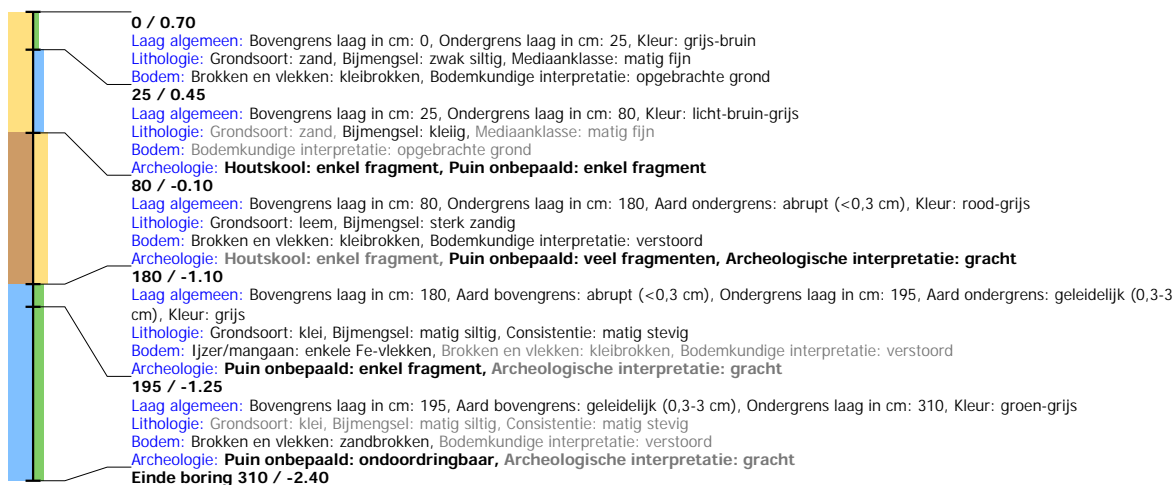 0 / 0.70
Laag algemeen: Bovengrens laag in cm: 0, Ondergrens laag in cm: 25, Kleur: grijs-bruin
Lithologie: Grondsoort: zand, Bijmengsel: zwak siltig, Mediaanklasse: matig fijn
Bodem: Brokken en vlekken: kleibrokken, Bodemkundige interpretatie: opgebrachte grond
25 / 0.45
Laag algemeen: Bovengrens laag in cm: 25, Ondergrens laag in cm: 80, Kleur: licht-bruin-grijs
Lithologie: Grondsoort: zand, Bijmengsel: kleiig, Mediaanklasse: matig fijn
Bodem: Bodemkundige interpretatie: opgebrachte grond
Archeologie: Houtskool: enkel fragment, Puin onbepaald: enkel fragment
80 / -0.10
Laag algemeen: Bovengrens laag in cm: 80, Ondergrens laag in cm: 180, Aard ondergrens: abrupt (<0,3 cm), Kleur: rood-grijs
Lithologie: Grondsoort: leem, Bijmengsel: sterk zandig
Bodem: Brokken en vlekken: kleibrokken, Bodemkundige interpretatie: verstoord
Archeologie: Houtskool: enkel fragment, Puin onbepaald: veel fragmenten, Archeologische interpretatie: gracht
180 / -1.10
Laag algemeen: Bovengrens laag in cm: 180, Aard bovengrens: abrupt (<0,3 cm), Ondergrens laag in cm: 195, Aard ondergrens: geleidelijk (0,3-3
cm), Kleur: grijs
Lithologie: Grondsoort: klei, Bijmengsel: matig siltig, Consistentie: matig stevig
Bodem: Ijzer/mangaan: enkele Fe-vlekken, Brokken en vlekken: kleibrokken, Bodemkundige interpretatie: verstoord
Archeologie: Puin onbepaald: enkel fragment, Archeologische interpretatie: gracht
195 / -1.25
Laag algemeen: Bovengrens laag in cm: 195, Aard bovengrens: geleidelijk (0,3-3 cm), Ondergrens laag in cm: 310, Kleur: groen-grijs
Lithologie: Grondsoort: klei, Bijmengsel: matig siltig, Consistentie: matig stevig
Bodem: Brokken en vlekken: zandbrokken, Bodemkundige interpretatie: verstoord
Archeologie: Puin onbepaald: ondoordringbaar, Archeologische interpretatie: gracht
Einde boring 310 / -2.40